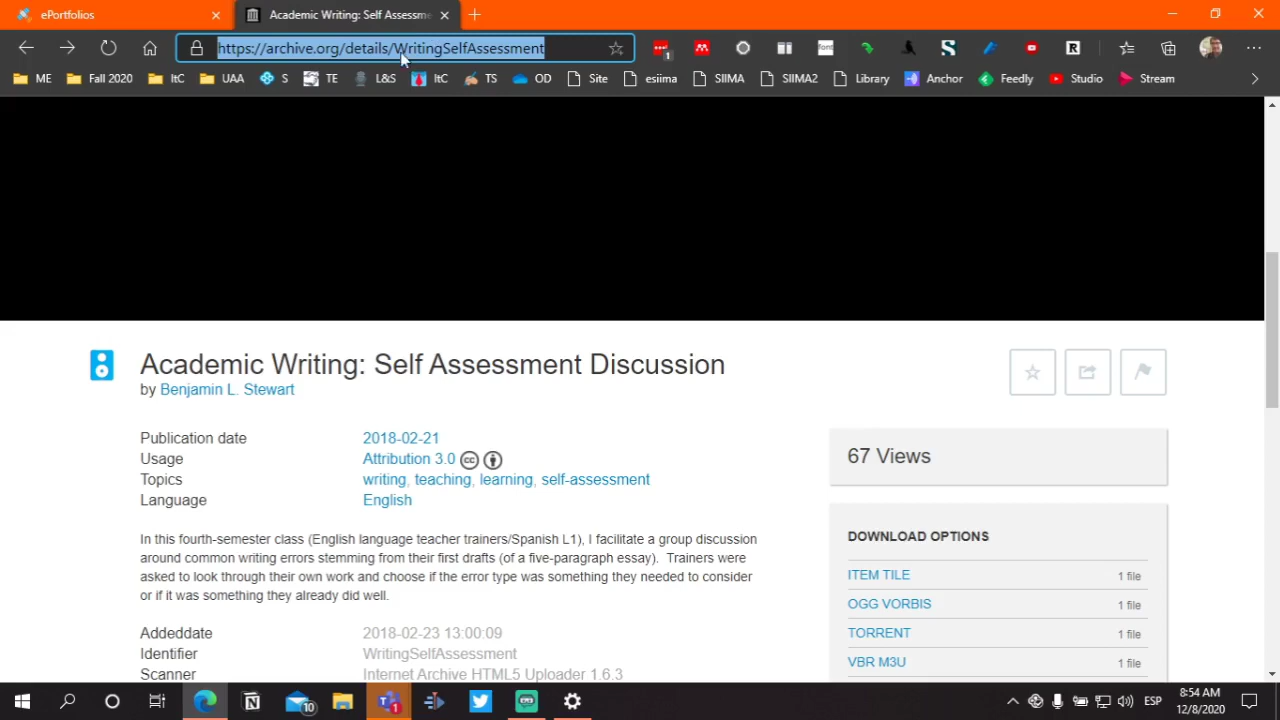 ePortfolios
Academic Writing: Self Assessm
https://archive.org/details/WritingSelfAssessment
1
font
R
ME Fall 2020 ItC UAA S TE L&S ItC TS OD Site esiima SIIMA SIIMA2 Library Anchor Feedly Studio Stream
Academic Writing: Self Assessment Discussion
by Benjamin L. Stewart
Publication date 2018-02-21
Usage Attribution 3.0
Topics writing, teaching, learning, self-assessment
Language English
67 Views
In this fourth-semester class (English language teacher trainers/Spanish L1), I facilitate a group discussion
around common writing errors stemming from their first drafts (of a five-paragraph essay). Trainers were
asked to look through their own work and choose if the error type was something they needed to consider
or if it was something they already did well.
Addeddate 2018-02-23 13:00:09
Identifier WritingSelfAssessment
Scanner Internet Archive HTML5 Uploader 1.6.3
DOWNLOAD OPTIONS
ITEM TILE 1 file
OGG VORBIS 1 file
TORRENT 1 file
VBR M3U 1 file
10
1
ESP
8:54 AM
12/8/2020